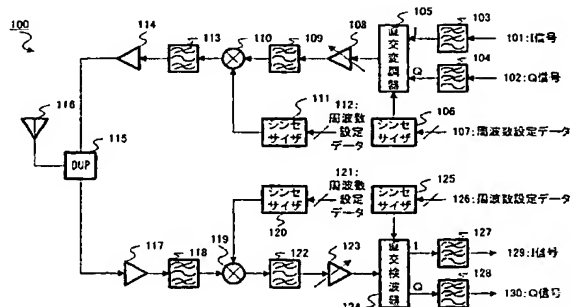 100
114
113
110
109
108
105
103
101:I信号
I
直交変調器
104
Q
102:Q信号
111
112:周波数設定データ
シンセサイザ
106
シンセサイザ
107:周波数設定データ
116
115
DUP
121:周波数設定データ
シンセサイザ
120
125
シンセサイザ
126:周波数設定データ
117
118
119
122
123
直交検波器
124
I
127
129:I信号
Q
128
130:Q信号